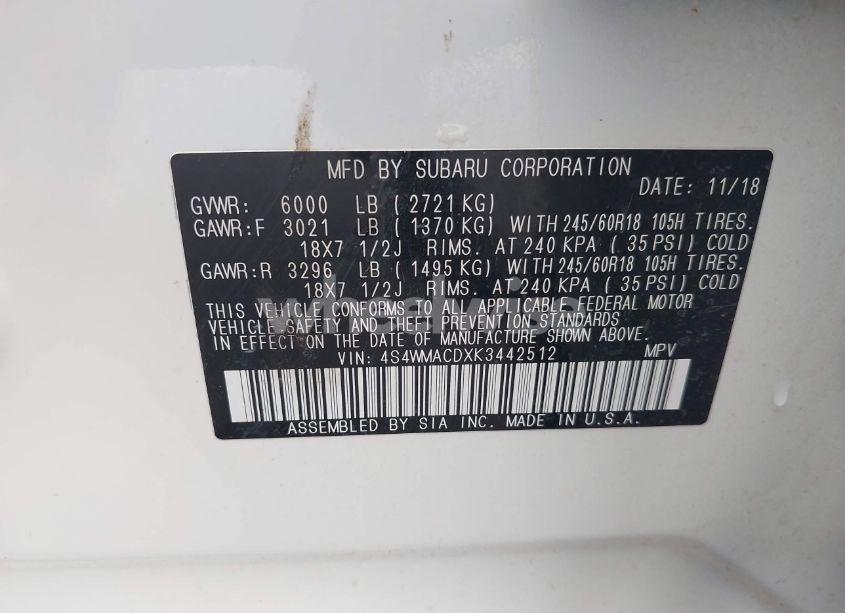 MFD BY SUBARU CORPORATION
DATE: 11/18
GVWR: 6000 LB ( 2721 KG)
GAWR:F 3021 LB ( 1370 KG) WITH 245/60R18 105H TIRES.
18X7 1/2J RIMS. AT 240 KPA ( 35 PSI) COLD
GAWR:R 3296 LB ( 1495 KG) WITH 245/60R18 105H TIRES.
18X7 1/2J RIMS. AT 240 KPA ( 35 PSI) COLD
THIS VEHICLE CONFORMS TO ALL APPLICABLE FEDERAL MOTOR
VEHICLE SAFETY AND THEFT PREVENTION STANDARDS
IN EFFECT ON THE DATE OF MANUFACTURE SHOWN ABOVE.
VIN: 4S4WMACDXK3442512 MPV
ASSEMBLED BY SIA INC. MADE IN U.S.A.